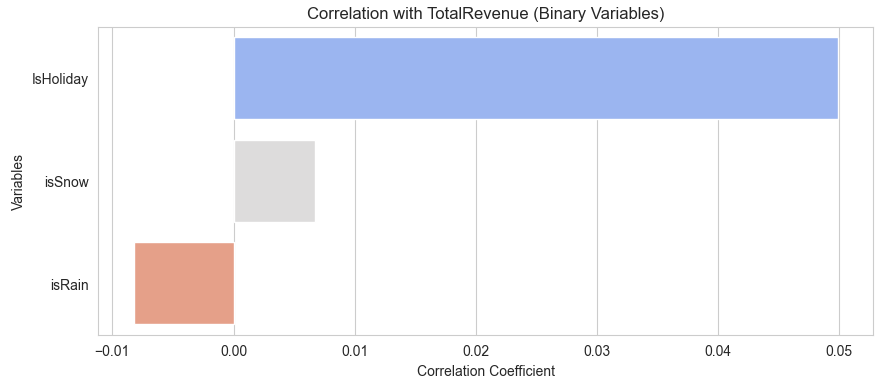 Correlation with TotalRevenue (Binary Variables)
Variables
IsHoliday
isSnow
isRain
−0.01 0.00 0.01 0.02 0.03 0.04 0.05
Correlation Coefficient